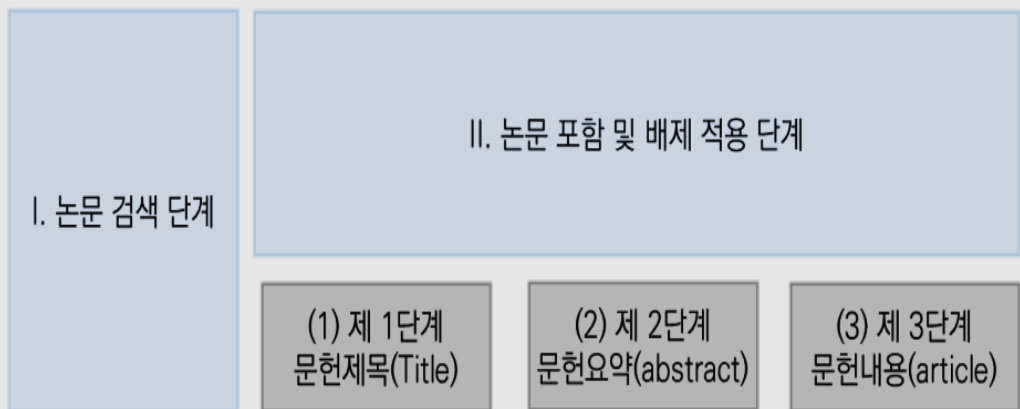 I. 논문 검색 단계
II. 논문 포함 및 배제 적용 단계
(1) 제 1단계
문헌제목(Title)
(2) 제 2단계
문헌요약(abstract)
(3) 제 3단계
문헌내용(article)